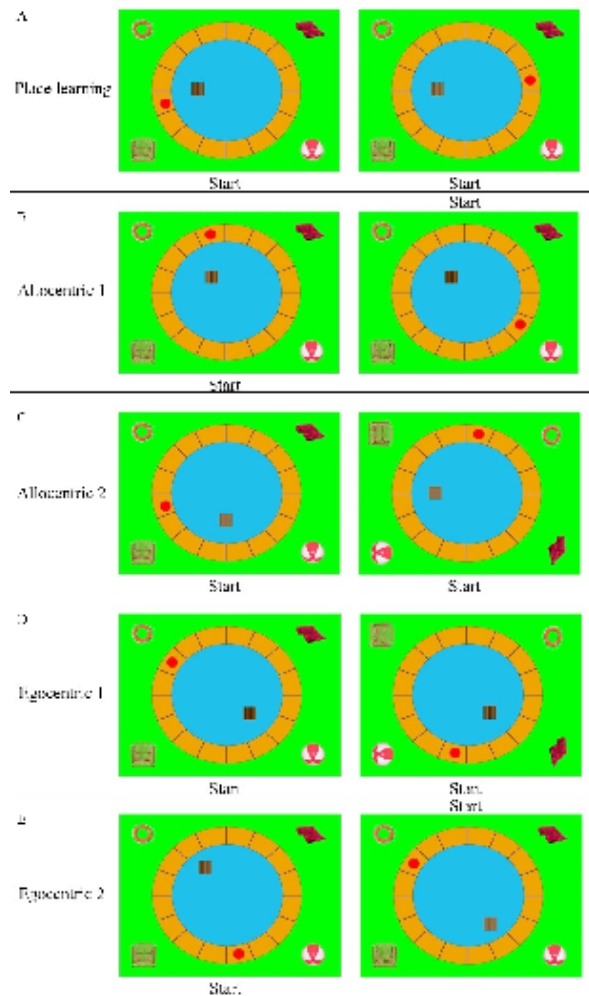 A
Place learning
Start
Start
Start
B
Allocentric 1
Start
C
Allocentric 2
Start
Start
D
Egocentric 1
Start
Start
Start
E
Egocentric 2
Start